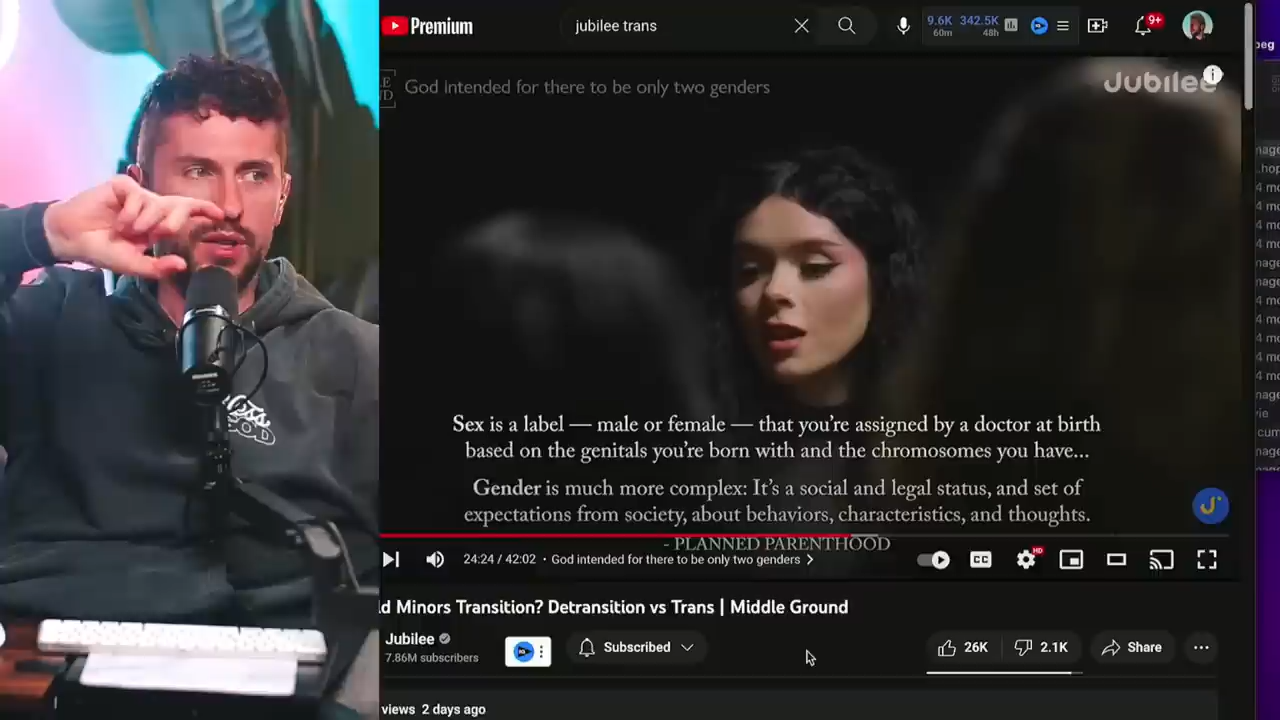 Premium
jubilee trans
9.6K 342.5K
60m 48h
9+
God intended for there to be only two genders
Jubilee
Sex is a label — male or female — that you're assigned by a doctor at birth
based on the genitals you're born with and the chromosomes you have...
Gender is much more complex: It's a social and legal status, and set of
expectations from society, about behaviors, characteristics, and thoughts.
- PLANNED PARENTHOOD
24:24 / 42:02 · God intended for there to be only two genders
CC
HD
ld Minors Transition? Detransition vs Trans | Middle Ground
Jubilee
7.86M subscribers
Subscribed
26K
2.1K
Share
views 2 days ago